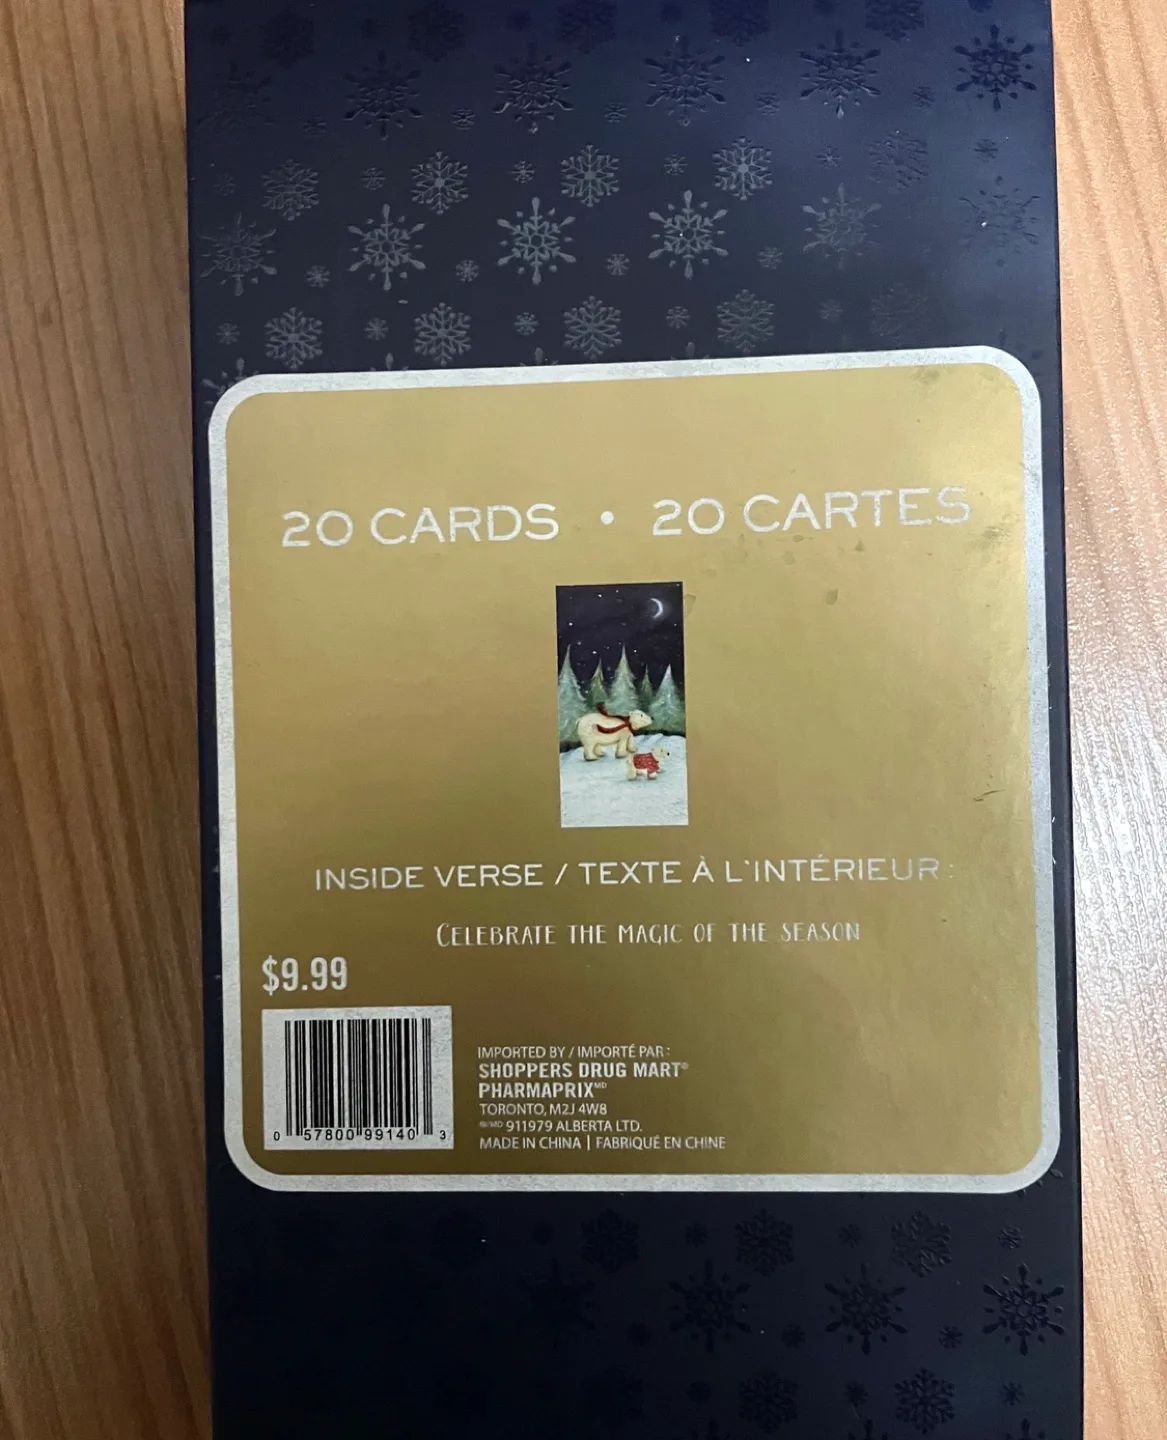 20 CARDS • 20 CARTES
INSIDE VERSE / TEXTE À L'INTÉRIEUR :
CELEBRATE THE MAGIC OF THE SEASON
$9.99
0 57800 99140 3
IMPORTED BY / IMPORTÉ PAR :
SHOPPERS DRUG MART®
PHARMAPRIX MD
TORONTO, M2J 4W8
®/MD 911979 ALBERTA LTD.
MADE IN CHINA | FABRIQUÉ EN CHINE